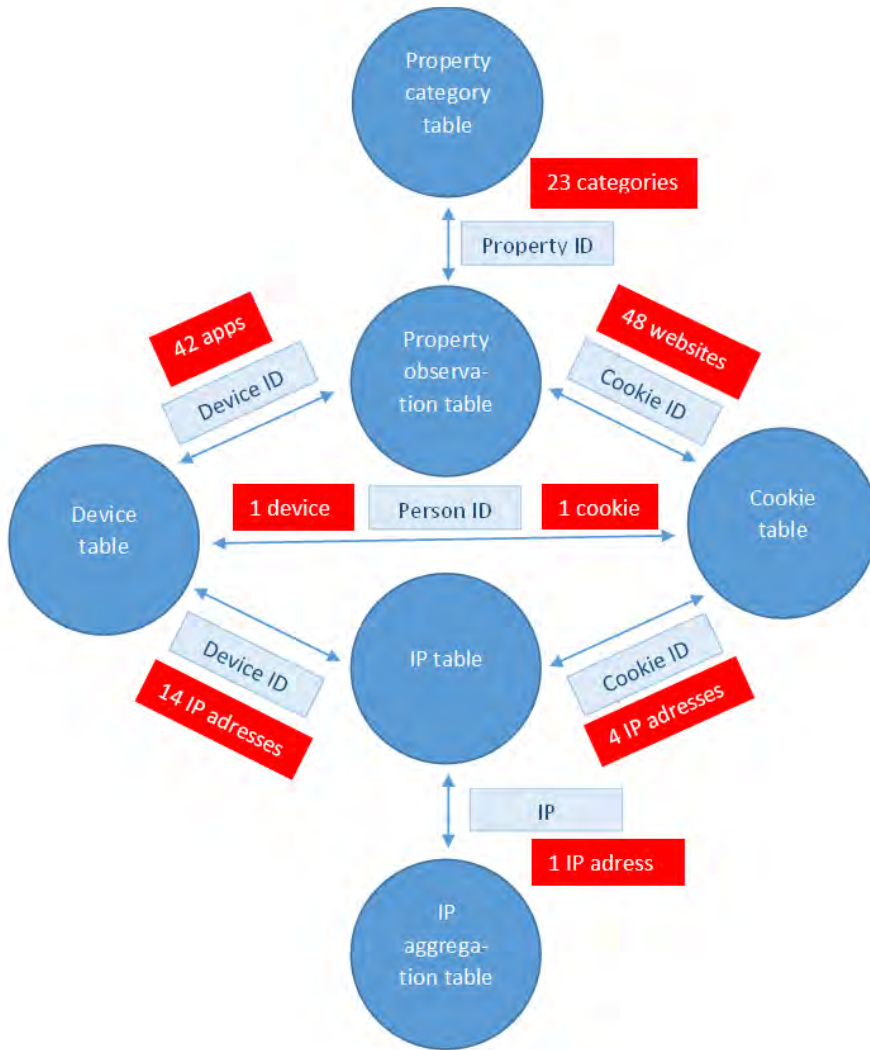 Property
category
table
23 categories
Property ID
42 apps
Device ID
Property
observa-
tion table
48 websites
Cookie ID
Device
table
1 device
Person ID
1 cookie
Cookie
table
Device ID
14 IP adresses
IP table
Cookie ID
4 IP adresses
IP
1 IP adress
IP
aggrega-
tion table